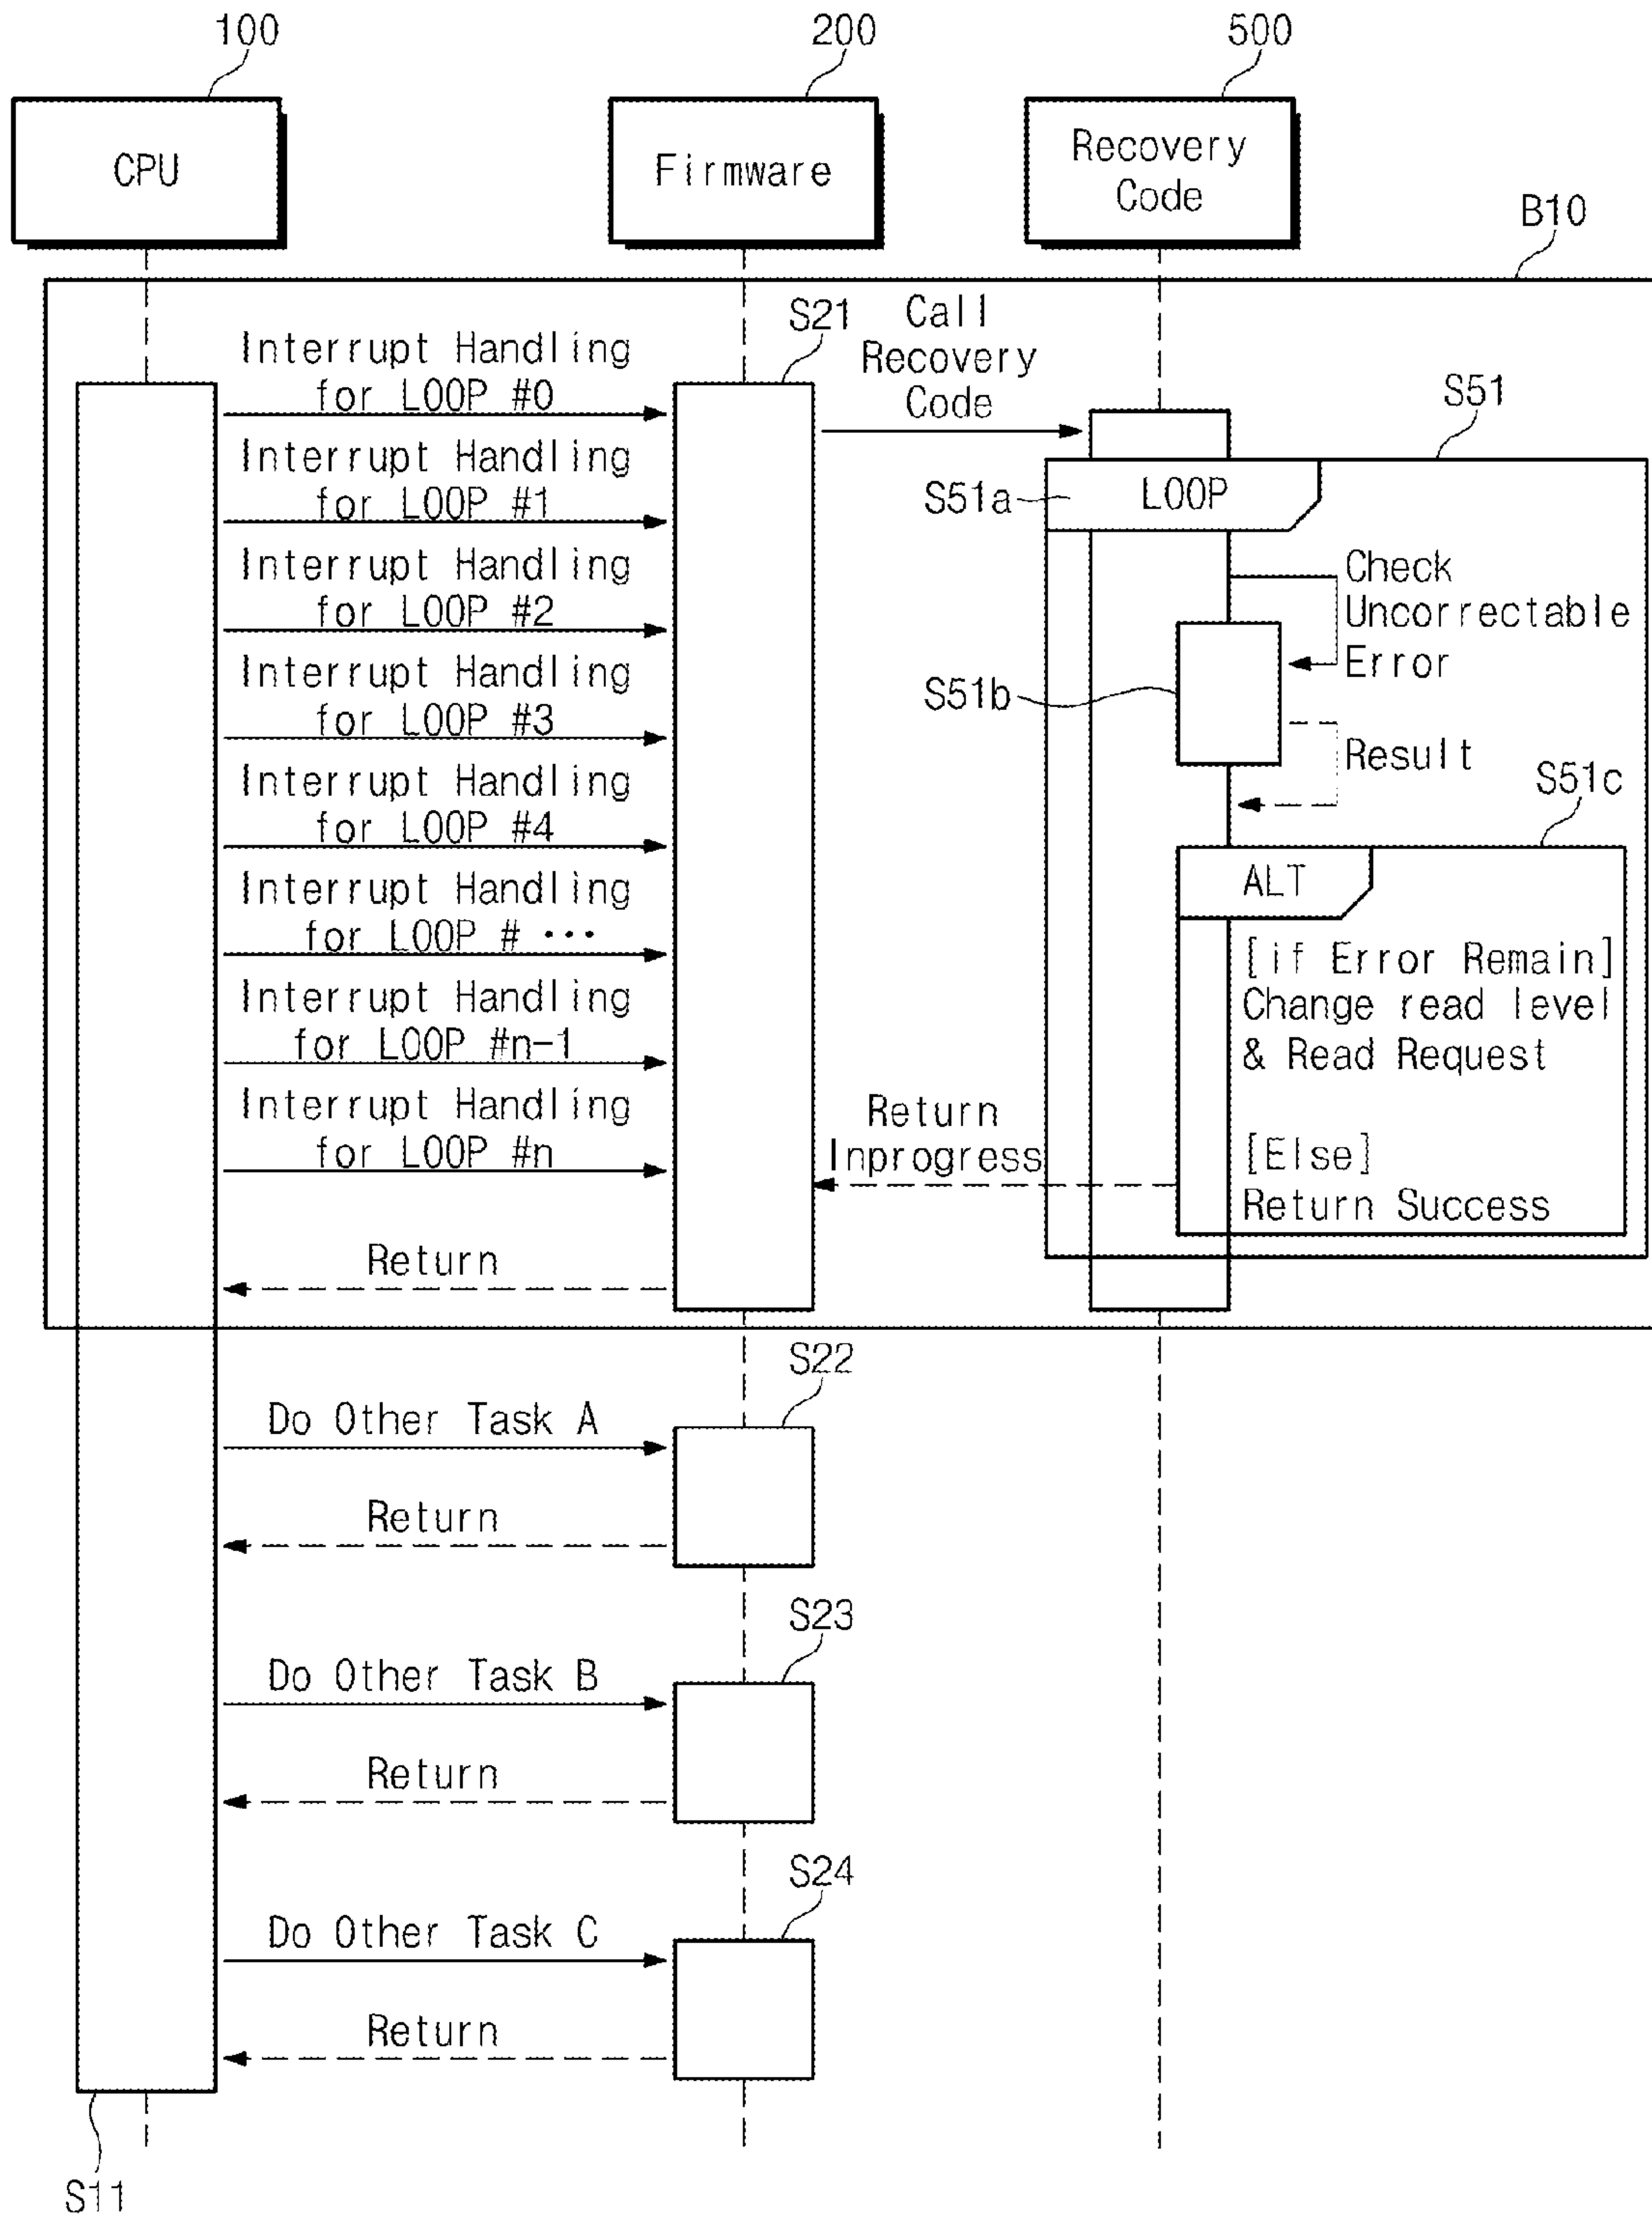 100
200
500
CPU
Firmware
Recovery
Code
B10
S21
Call
Recovery
Code
Interrupt Handling
for LOOP #0
Interrupt Handling
for LOOP #1
Interrupt Handling
for LOOP #2
Interrupt Handling
for LOOP #3
Interrupt Handling
for LOOP #4
Interrupt Handling
for LOOP # ···
Interrupt Handling
for LOOP #n-1
Interrupt Handling
for LOOP #n
Return
S51
S51a
LOOP
Check
Uncorrectable
Error
S51b
Result
S51c
ALT
[if Error Remain]
Change read level
& Read Request
[Else]
Return Success
Return
Inprogress
S22
Do Other Task A
Return
S23
Do Other Task B
Return
S24
Do Other Task C
Return
S11